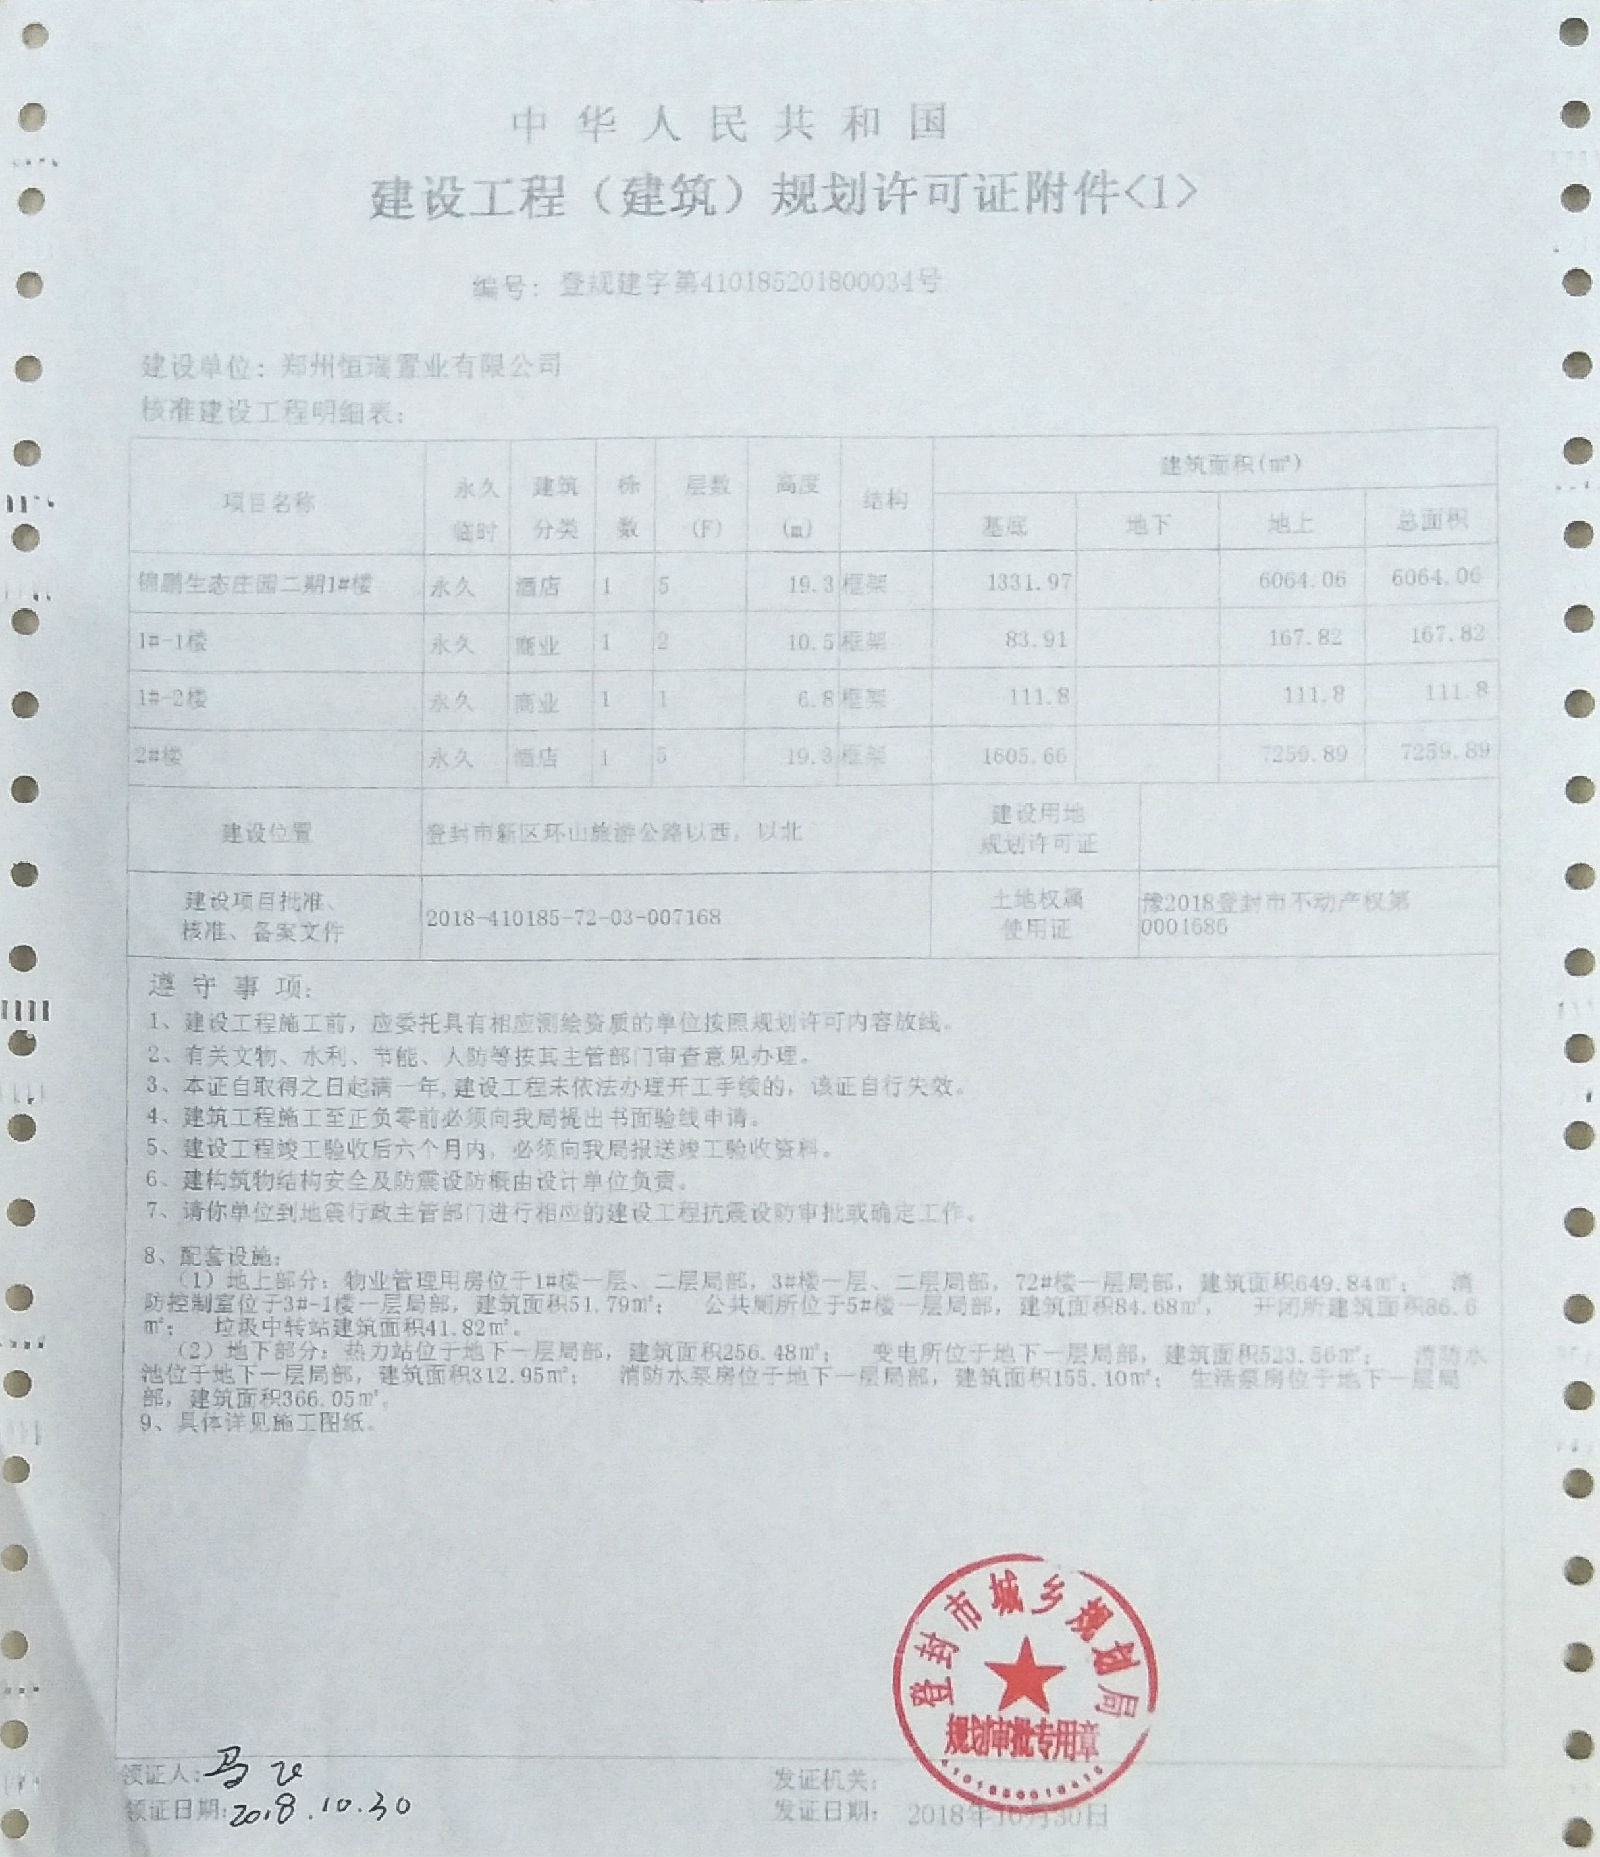 中华人民共和国
建设工程（建筑）规划许可证附件<1>
编号：登规建字第410185201800034号
建设单位：郑州恒瑞置业有限公司
核准建设工程明细表：
项目名称 永久临时 建筑分类 栋数 层数(F) 高度(m) 结构 建筑面积(㎡)
基底 地下 地上 总面积
锦鹏生态庄园二期1#楼 永久 酒店 1 5 19.3 框架 1331.97 6064.06 6064.06
1#-1楼 永久 商业 1 2 10.5 框架 83.91 167.82 167.82
1#-2楼 永久 商业 1 1 6.8 框架 111.8 111.8 111.8
2#楼 永久 酒店 1 5 19.3 框架 1605.66 7259.89 7259.89
建设位置 登封市新区环山旅游公路以西，以北 建设用地规划许可证
建设项目批准、核准、备案文件 2018-410185-72-03-007168 土地权属使用证 豫2018登封市不动产权第0001686
遵守事项：
1、建设工程施工前，应委托具有相应测绘资质的单位按照规划许可内容放线。
2、有关文物、水利、节能、人防等按其主管部门审查意见办理。
3、本证自取得之日起满一年,建设工程未依法办理开工手续的，该证自行失效。
4、建筑工程施工至正负零前必须向我局提出书面验线申请。
5、建设工程竣工验收后六个月内，必须向我局报送竣工验收资料。
6、建构筑物结构安全及防震设防概由设计单位负责。
7、请你单位到地震行政主管部门进行相应的建设工程抗震设防审批或确定工作。
8、配套设施：
（1）地上部分：物业管理用房位于1#楼一层、二层局部，3#楼一层、二层局部，72#楼一层局部，建筑面积649.84㎡； 消
防控制室位于3#-1楼一层局部，建筑面积51.79㎡； 公共厕所位于5#楼一层局部，建筑面积84.68㎡， 开闭所建筑面积86.6
㎡； 垃圾中转站建筑面积41.82㎡。
（2）地下部分：热力站位于地下一层局部，建筑面积256.48㎡； 变电所位于地下一层局部，建筑面积523.56㎡； 消防水
池位于地下一层局部，建筑面积312.95㎡； 消防水泵房位于地下一层局部，建筑面积155.10㎡； 生活泵房位于地下一层局
部，建筑面积366.05㎡。
9、具体详见施工图纸。
登封市城乡规划局
规划审批专用章
领证人：马飞
发证机关：
领证日期：2018.10.30
发证日期： 2018年10月30日